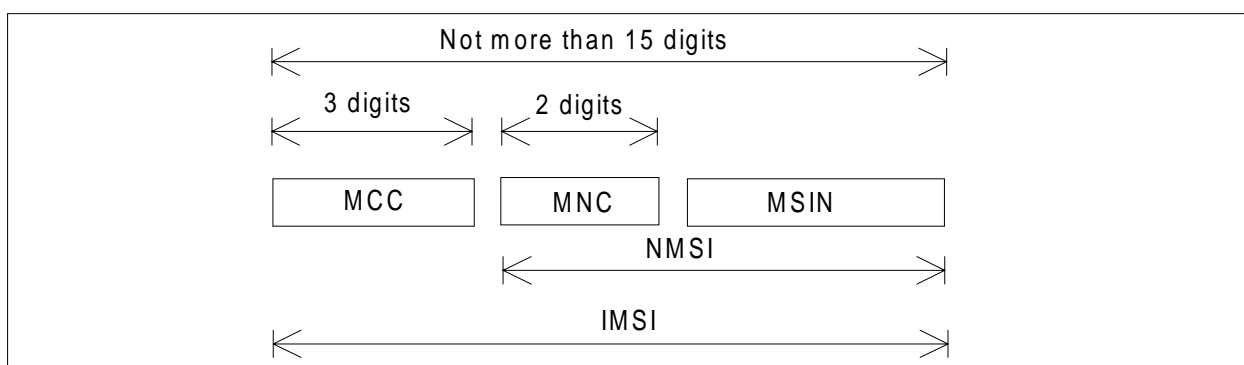 Not more than 15 digits
3 digits 2 digits
MCC MNC MSIN
NMSI
IMSI